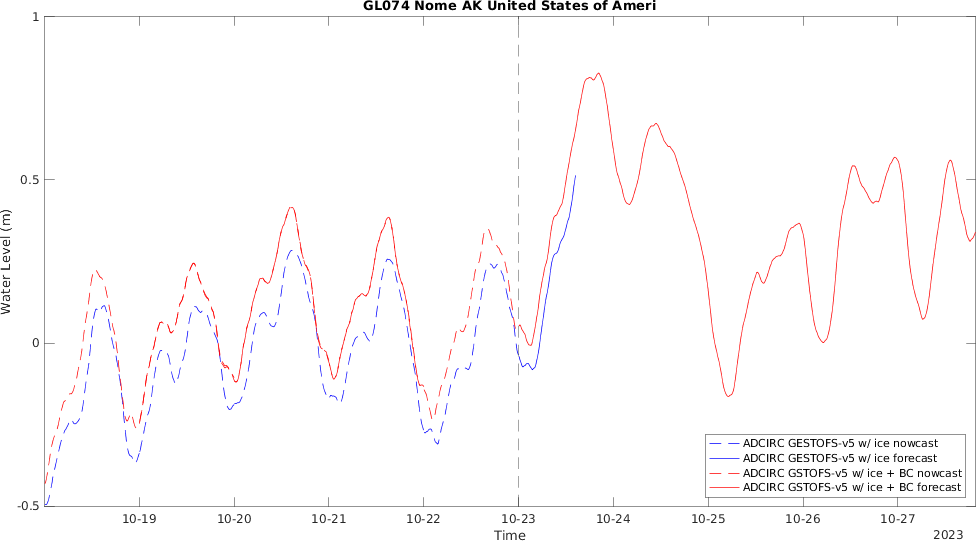 GL074 Nome AK United States of Ameri
1
0.5
0
-0.5
Water Level (m)
ADCIRC GESTOFS-v5 w/ ice nowcast
ADCIRC GESTOFS-v5 w/ ice forecast
ADCIRC GSTOFS-v5 w/ ice + BC nowcast
ADCIRC GSTOFS-v5 w/ ice + BC forecast
10-19 10-20 10-21 10-22 10-23 10-24 10-25 10-26 10-27
Time
2023